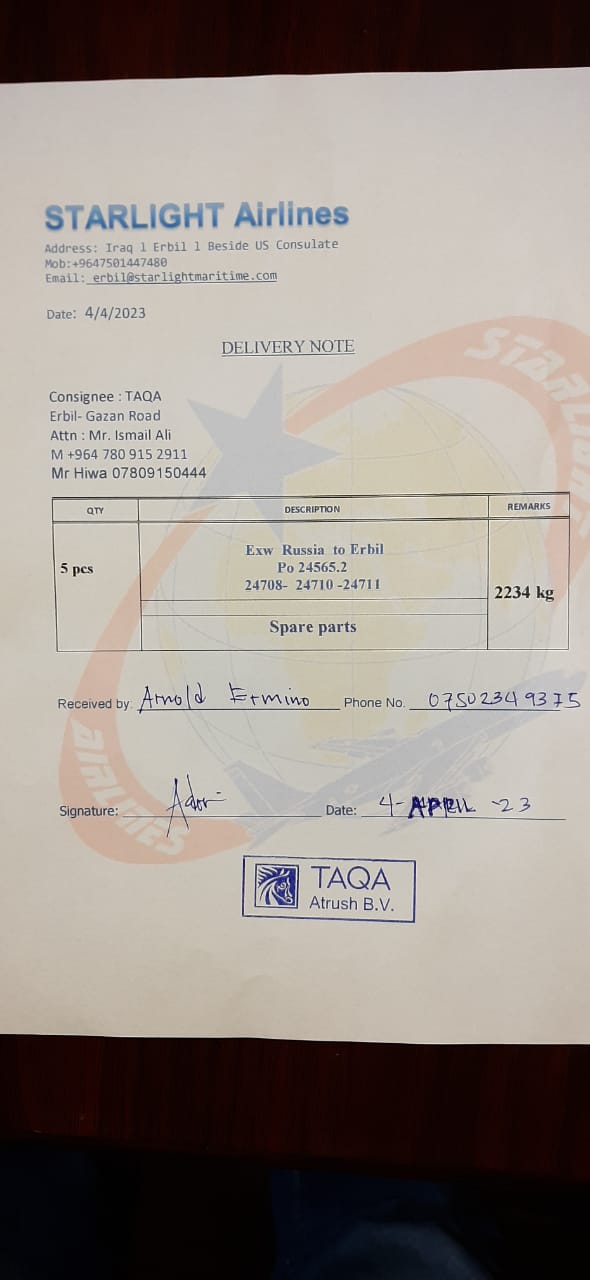 STARLIGHT Airlines
Address: Iraq l Erbil l Beside US Consulate
Mob:+9647501447480
Email: erbil@starlightmaritime.com
Date: 4/4/2023
DELIVERY NOTE
Consignee : TAQA
Erbil- Gazan Road
Attn : Mr. Ismail Ali
M +964 780 915 2911
Mr Hiwa 07809150444
QTY DESCRIPTION REMARKS
5 pcs
Exw Russia to Erbil
Po 24565.2
24708- 24710 -24711
2234 kg
Spare parts
Received by: Arnold Ermino Phone No. 07502349375
Signature: Date: 4-APRIL -23
STARLIGHT
AIRLINES
TAQA
Atrush B.V.